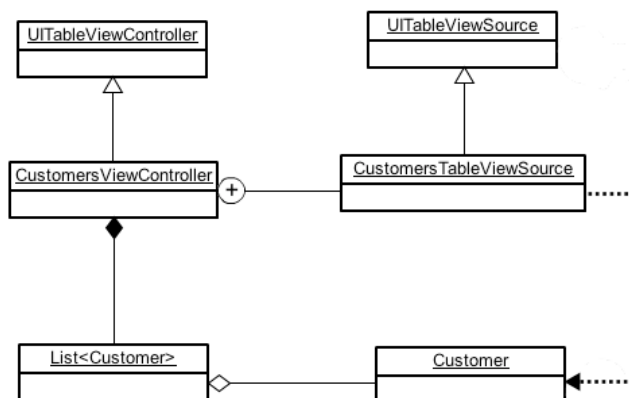 UITableViewController
UITableViewSource
CustomersViewController
+
CustomersTableViewSource
List<Customer>
Customer